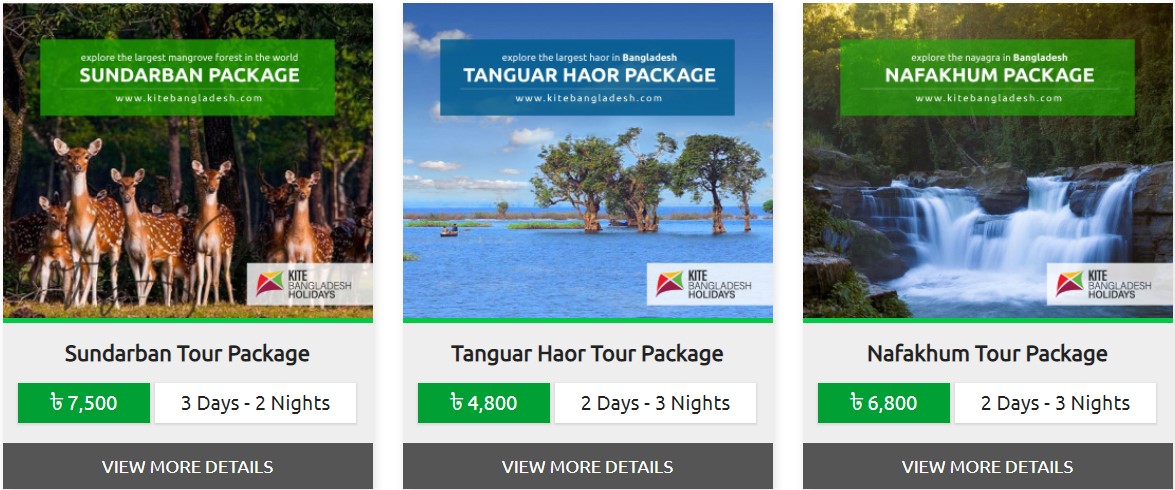 explore the largest mangrove forest in the world
SUNDARBAN PACKAGE
www.kitebangladesh.com
KITE
BANGLADESH
HOLIDAYS
Sundarban Tour Package
৳ 7,500
3 Days - 2 Nights
VIEW MORE DETAILS
explore the largest haor in Bangladesh
TANGUAR HAOR PACKAGE
www.kitebangladesh.com
KITE
BANGLADESH
HOLIDAYS
Tanguar Haor Tour Package
৳ 4,800
2 Days - 3 Nights
VIEW MORE DETAILS
explore the nayagra in Bangladesh
NAFAKHUM PACKAGE
www.kitebangladesh.com
KITE
BANGLADESH
HOLIDAYS
Nafakhum Tour Package
৳ 6,800
2 Days - 3 Nights
VIEW MORE DETAILS